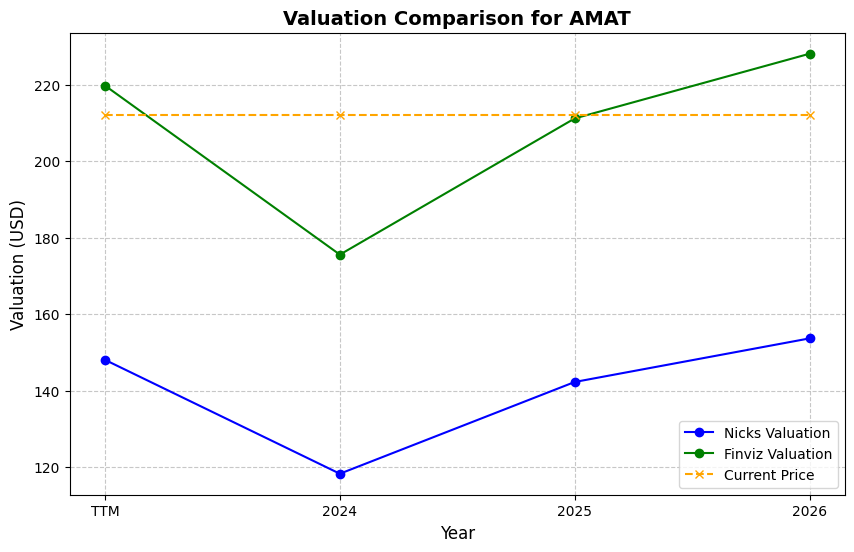 Valuation Comparison for AMAT
Valuation (USD)
220
200
180
160
140
120
TTM
2024
2025
2026
Year
Nicks Valuation
Finviz Valuation
Current Price